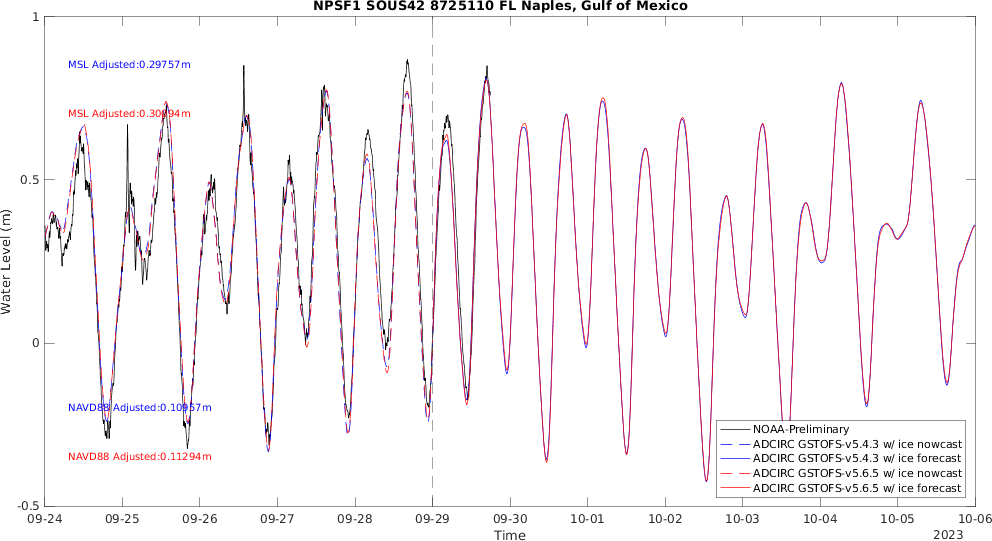 NPSF1 SOUS42 8725110 FL Naples, Gulf of Mexico
1
MSL Adjusted:0.29757m
MSL Adjusted:0.30094m
0.5
Water Level (m)
0
NAVD88 Adjusted:0.10957m
NAVD88 Adjusted:0.11294m
-0.5
NOAA-Preliminary
ADCIRC GSTOFS-v5.4.3 w/ ice nowcast
ADCIRC GSTOFS-v5.4.3 w/ ice forecast
ADCIRC GSTOFS-v5.6.5 w/ ice nowcast
ADCIRC GSTOFS-v5.6.5 w/ ice forecast
09-24 09-25 09-26 09-27 09-28 09-29 09-30 10-01 10-02 10-03 10-04 10-05 10-06
Time
2023